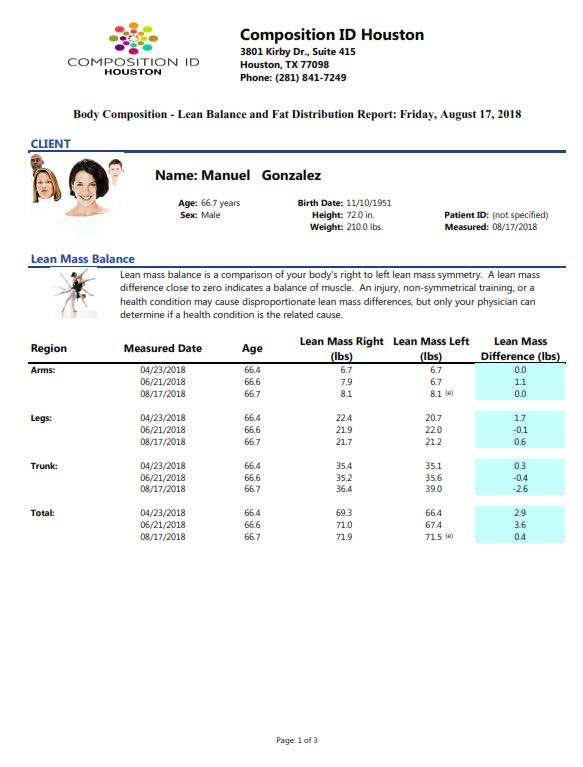 COMPOSITION ID
HOUSTON
Composition ID Houston
3801 Kirby Dr., Suite 415
Houston, TX 77098
Phone: (281) 841-7249
Body Composition - Lean Balance and Fat Distribution Report: Friday, August 17, 2018
CLIENT
Name: Manuel Gonzalez
Age: 66.7 years Birth Date: 11/10/1951
Sex: Male Height: 72.0 in. Patient ID: (not specified)
Weight: 210.0 lbs. Measured: 08/17/2018
Lean Mass Balance
Lean mass balance is a comparison of your body's right to left lean mass symmetry. A lean mass
difference close to zero indicates a balance of muscle. An injury, non-symmetrical training, or a
health condition may cause disproportionate lean mass differences, but only your physician can
determine if a health condition is the related cause.
Region Measured Date Age Lean Mass Right (lbs) Lean Mass Left (lbs) Lean Mass Difference (lbs)
Arms: 04/23/2018 66.4 6.7 6.7 0.0
06/21/2018 66.6 7.9 6.7 1.1
08/17/2018 66.7 8.1 8.1 (e) 0.0
Legs: 04/23/2018 66.4 22.4 20.7 1.7
06/21/2018 66.6 21.9 22.0 -0.1
08/17/2018 66.7 21.7 21.2 0.6
Trunk: 04/23/2018 66.4 35.4 35.1 0.3
06/21/2018 66.6 35.2 35.6 -0.4
08/17/2018 66.7 36.4 39.0 -2.6
Total: 04/23/2018 66.4 69.3 66.4 2.9
06/21/2018 66.6 71.0 67.4 3.6
08/17/2018 66.7 71.9 71.5 (e) 0.4
Page: 1 of 3